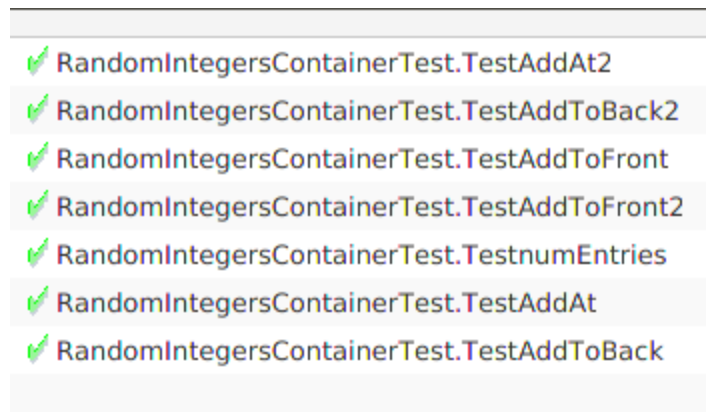 RandomIntegersContainerTest.TestAddAt2
RandomIntegersContainerTest.TestAddToBack2
RandomIntegersContainerTest.TestAddToFront
RandomIntegersContainerTest.TestAddToFront2
RandomIntegersContainerTest.TestnumEntries
RandomIntegersContainerTest.TestAddAt
RandomIntegersContainerTest.TestAddToBack